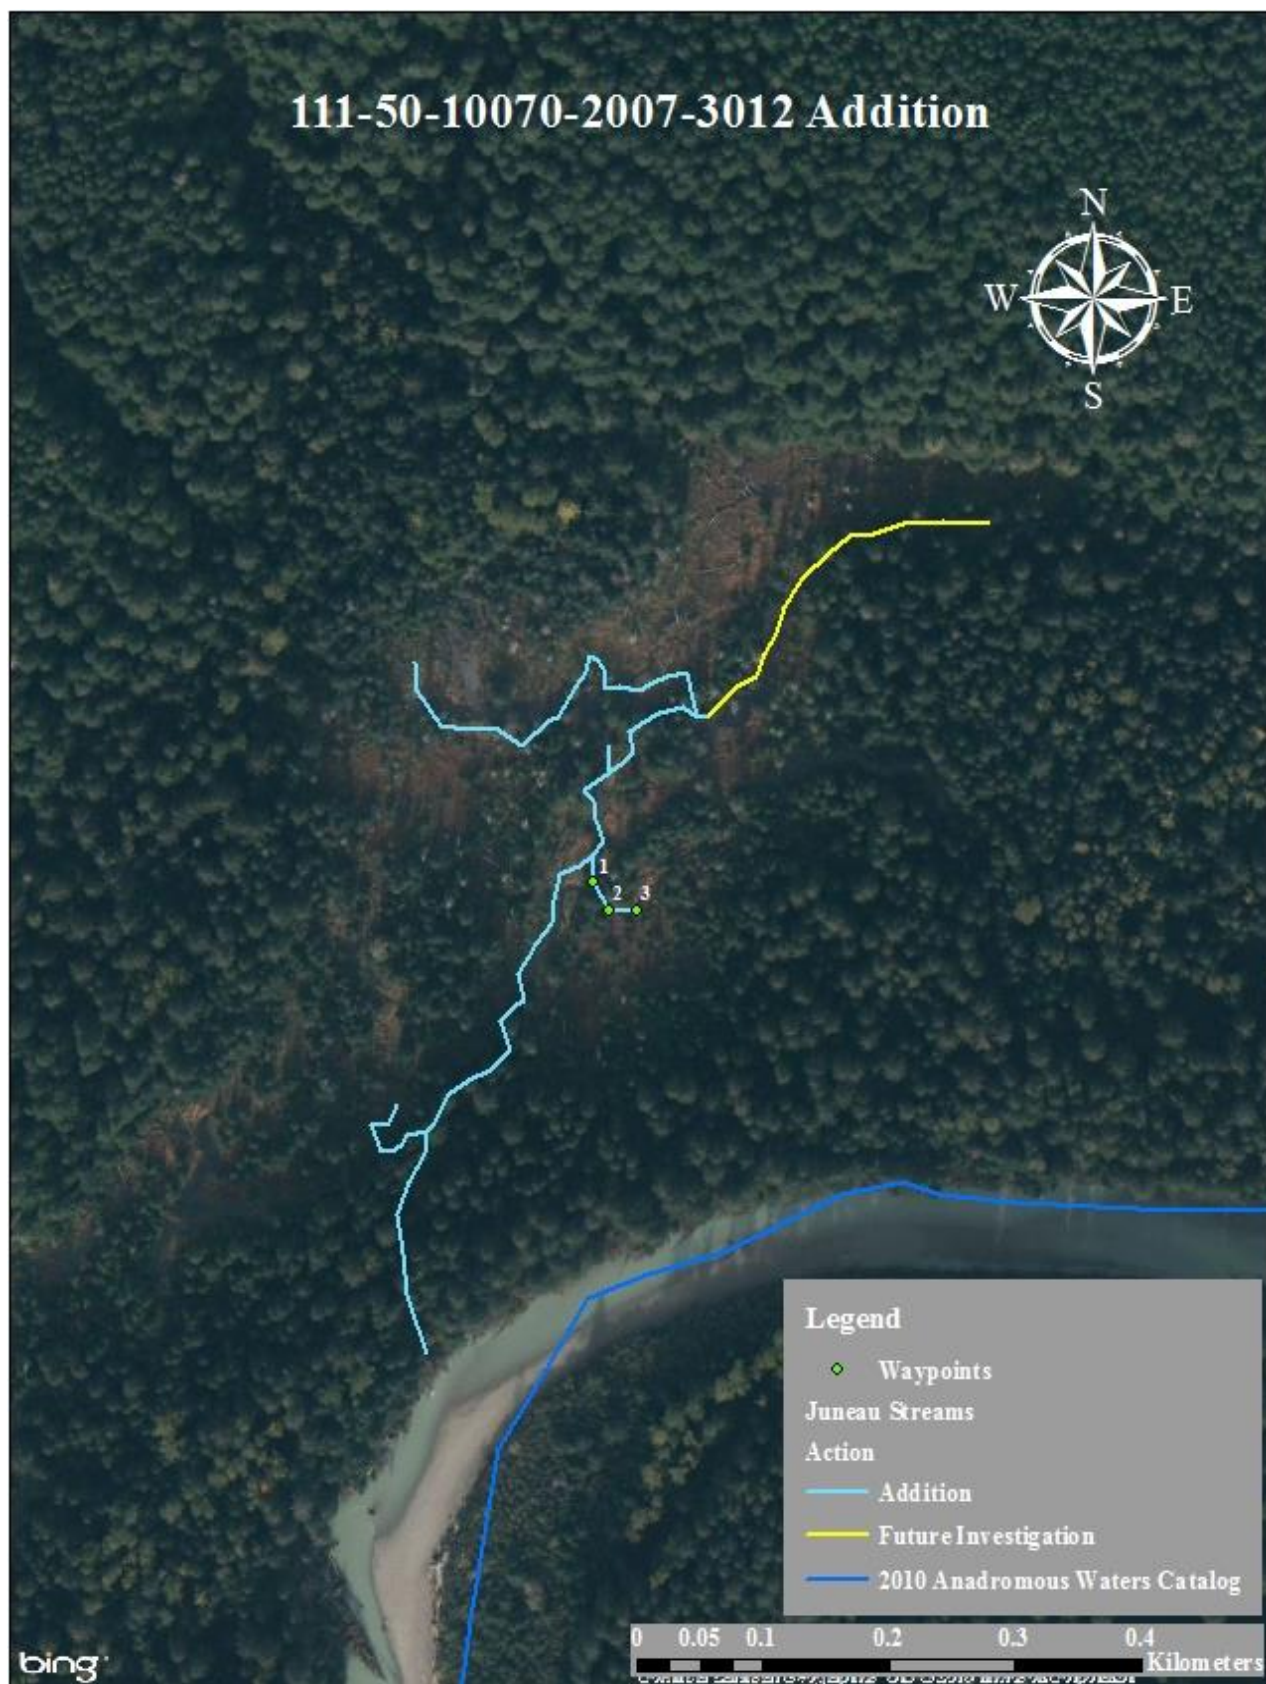 111-50-10070-2007-3012 Addition
N
W E
S
1
2 3
Legend
Waypoints
Juneau Streams
Action
Addition
Future Investigation
2010 Anadromous Waters Catalog
0 0.05 0.1 0.2 0.3 0.4
Kilometers
bing